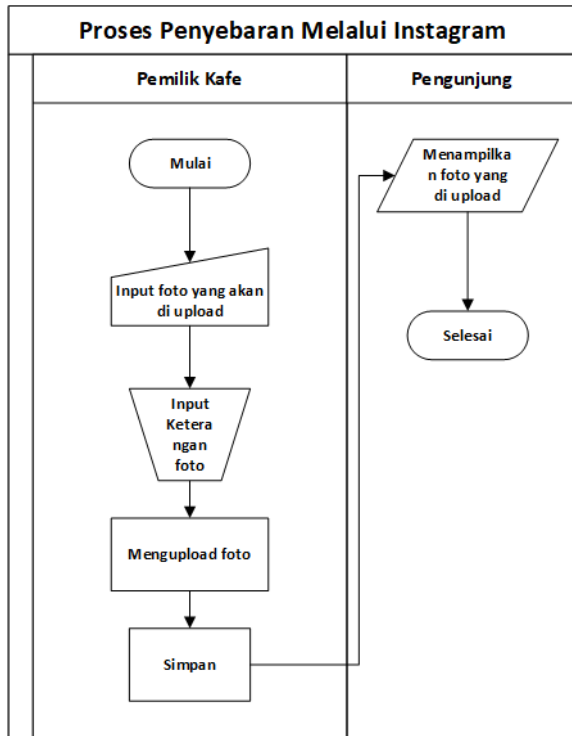 Proses Penyebaran Melalui Instagram
Pemilik Kafe
Pengunjung
Mulai
Input foto yang akan
di upload
Input
Ketera
ngan
foto
Mengupload foto
Simpan
Menampilka
n foto yang
di upload
Selesai